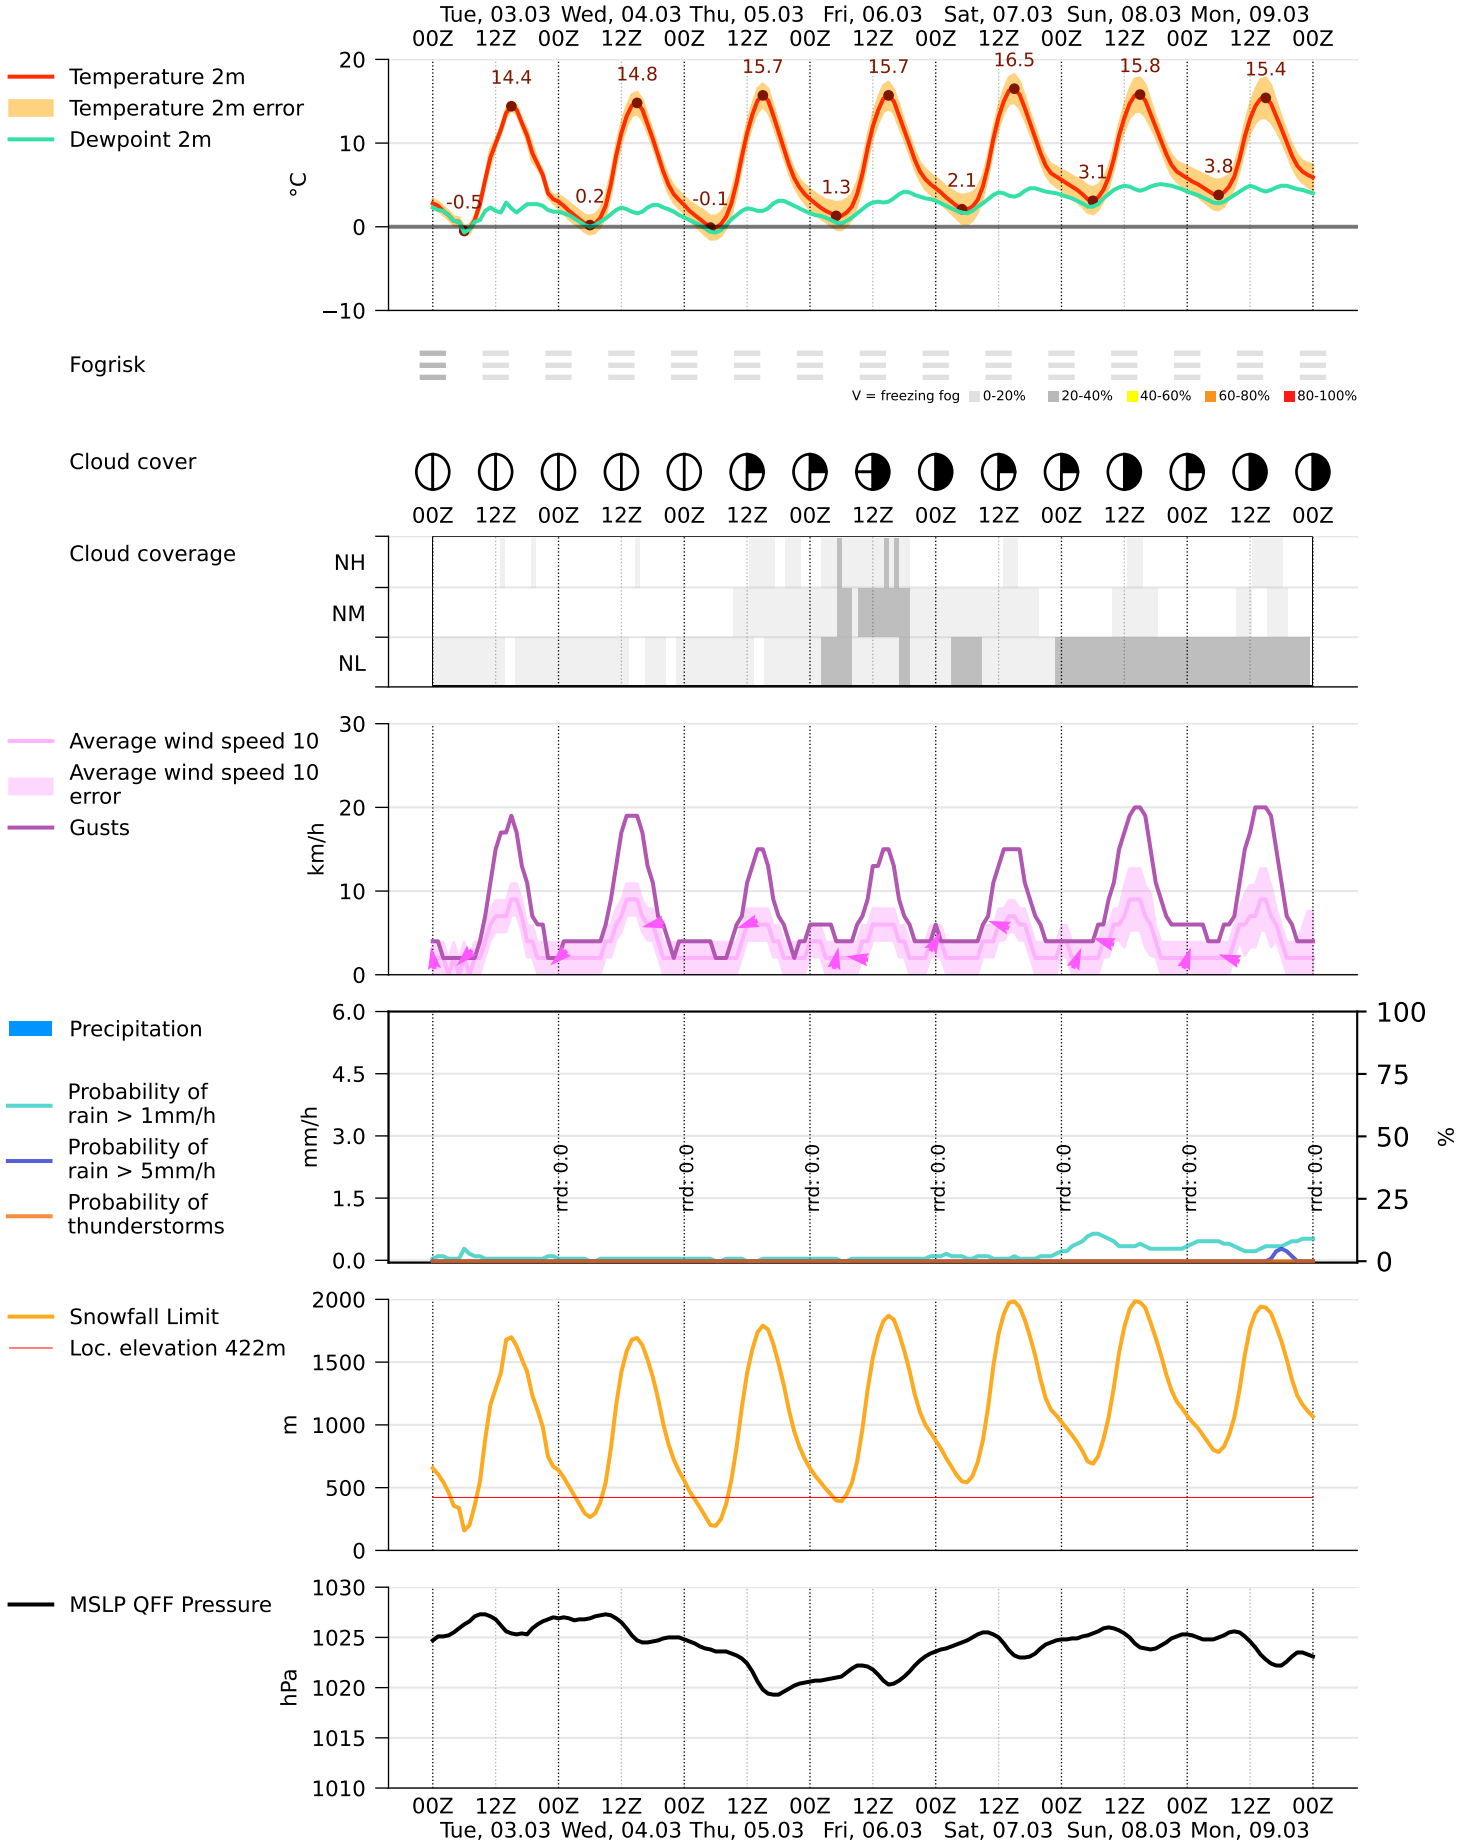 Tue, 03.03 Wed, 04.03 Thu, 05.03 Fri, 06.03 Sat, 07.03 Sun, 08.03 Mon, 09.03
00Z 12Z 00Z 12Z 00Z 12Z 00Z 12Z 00Z 12Z 00Z 12Z 00Z 12Z 00Z
Temperature 2m
Temperature 2m error
Dewpoint 2m
°C
20
10
0
−10
14.4 14.8 15.7 15.7 16.5 15.8 15.4
-0.5 0.2 -0.1 1.3 2.1 3.1 3.8
Fogrisk
V = freezing fog 0-20% 20-40% 40-60% 60-80% 80-100%
Cloud cover
00Z 12Z 00Z 12Z 00Z 12Z 00Z 12Z 00Z 12Z 00Z 12Z 00Z 12Z 00Z
Cloud coverage
NH
NM
NL
Average wind speed 10
Average wind speed 10
error
Gusts
km/h
30
20
10
0
Precipitation
Probability of
rain > 1mm/h
Probability of
rain > 5mm/h
Probability of
thunderstorms
mm/h
6.0
4.5
3.0
1.5
0.0
rrd: 0.0 rrd: 0.0 rrd: 0.0 rrd: 0.0 rrd: 0.0 rrd: 0.0 rrd: 0.0
100
75
50
25
0
%
Snowfall Limit
Loc. elevation 422m
m
2000
1500
1000
500
0
MSLP QFF Pressure
hPa
1030
1025
1020
1015
1010
00Z 12Z 00Z 12Z 00Z 12Z 00Z 12Z 00Z 12Z 00Z 12Z 00Z 12Z 00Z
Tue, 03.03 Wed, 04.03 Thu, 05.03 Fri, 06.03 Sat, 07.03 Sun, 08.03 Mon, 09.03